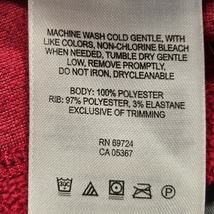 MACHINE WASH COLD GENTLE, WITH
LIKE COLORS, NON-CHLORINE BLEACH
WHEN NEEDED, TUMBLE DRY GENTLE
LOW, REMOVE PROMPTLY,
DO NOT IRON, DRYCLEANABLE
BODY: 100% POLYESTER
RIB: 97% POLYESTER, 3% ELASTANE
EXCLUSIVE OF TRIMMING
RN 69724
CA 05367